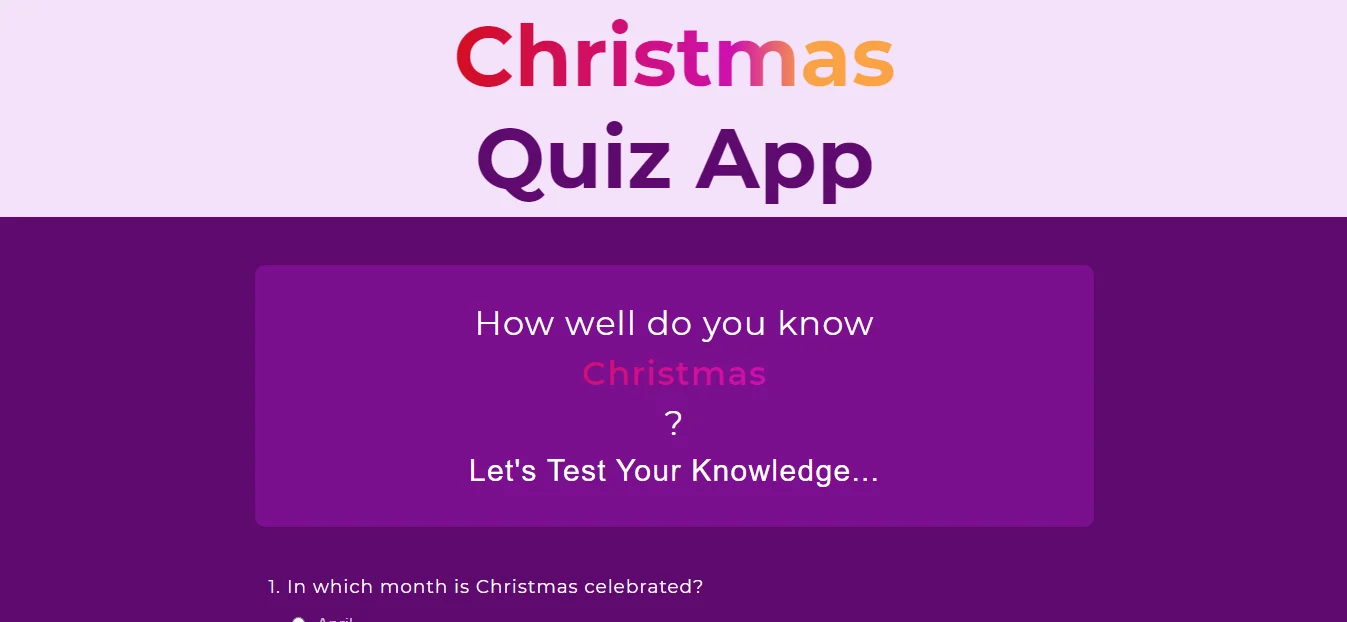 Christmas
Quiz App
How well do you know
Christmas
?
Let's Test Your Knowledge...
1. In which month is Christmas celebrated?
April